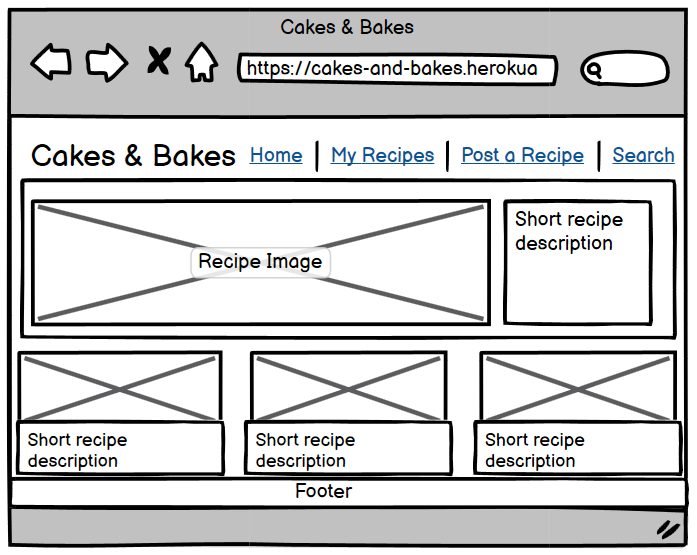 Cakes & Bakes
https://cakes-and-bakes.herokua
Cakes & Bakes Home My Recipes Post a Recipe Search
Recipe Image
Short recipe
description
Short recipe
description
Short recipe
description
Short recipe
description
Footer